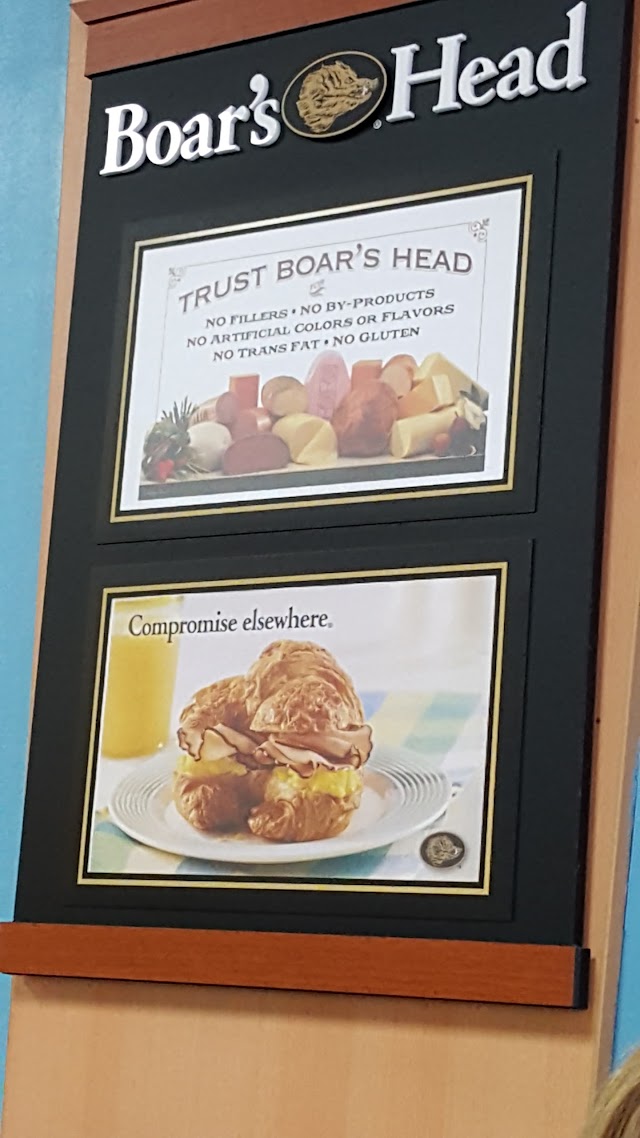 Boar's Head
TRUST BOAR'S HEAD
FOR
NO FILLERS • NO BY-PRODUCTS
NO ARTIFICIAL COLORS OR FLAVORS
NO TRANS FAT • NO GLUTEN
Compromise elsewhere.